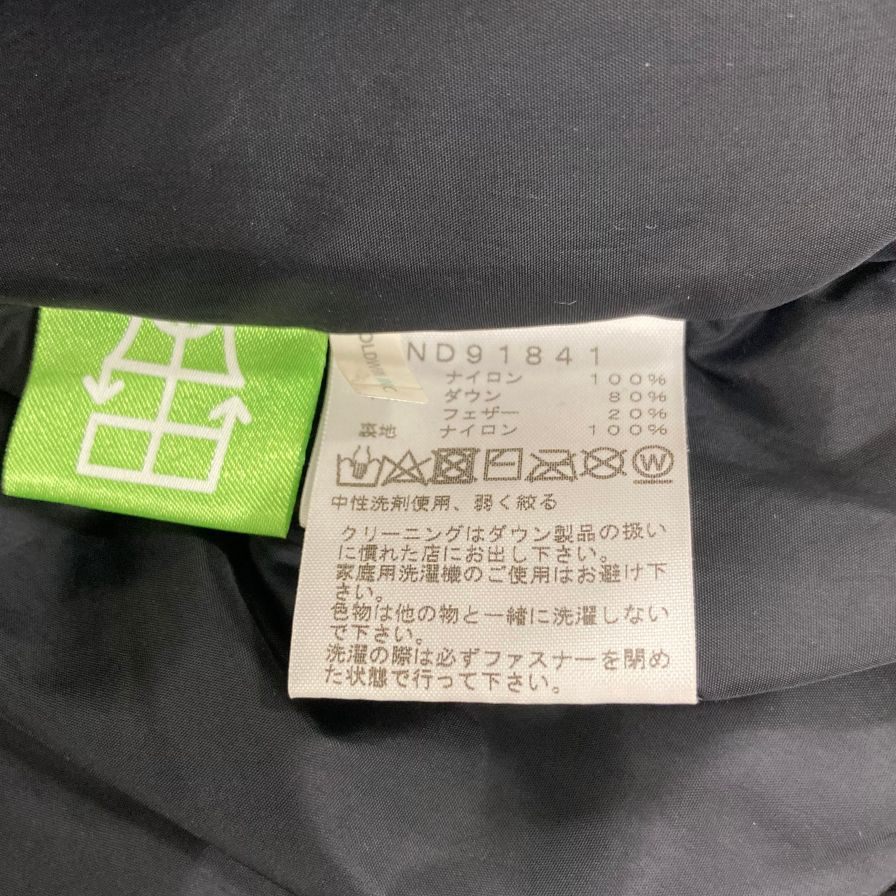 GOLDWIN
ND91841
ナイロン 100%
ダウン 80%
フェザー 20%
裏地 ナイロン 100%
W
中性洗剤使用、弱く絞る
クリーニングはダウン製品の扱い
に慣れた店にお出し下さい。
家庭用洗濯機のご使用はお避け下
さい。
色物は他の物と一緒に洗濯しない
で下さい。
洗濯の際は必ずファスナーを閉め
た状態で行って下さい。